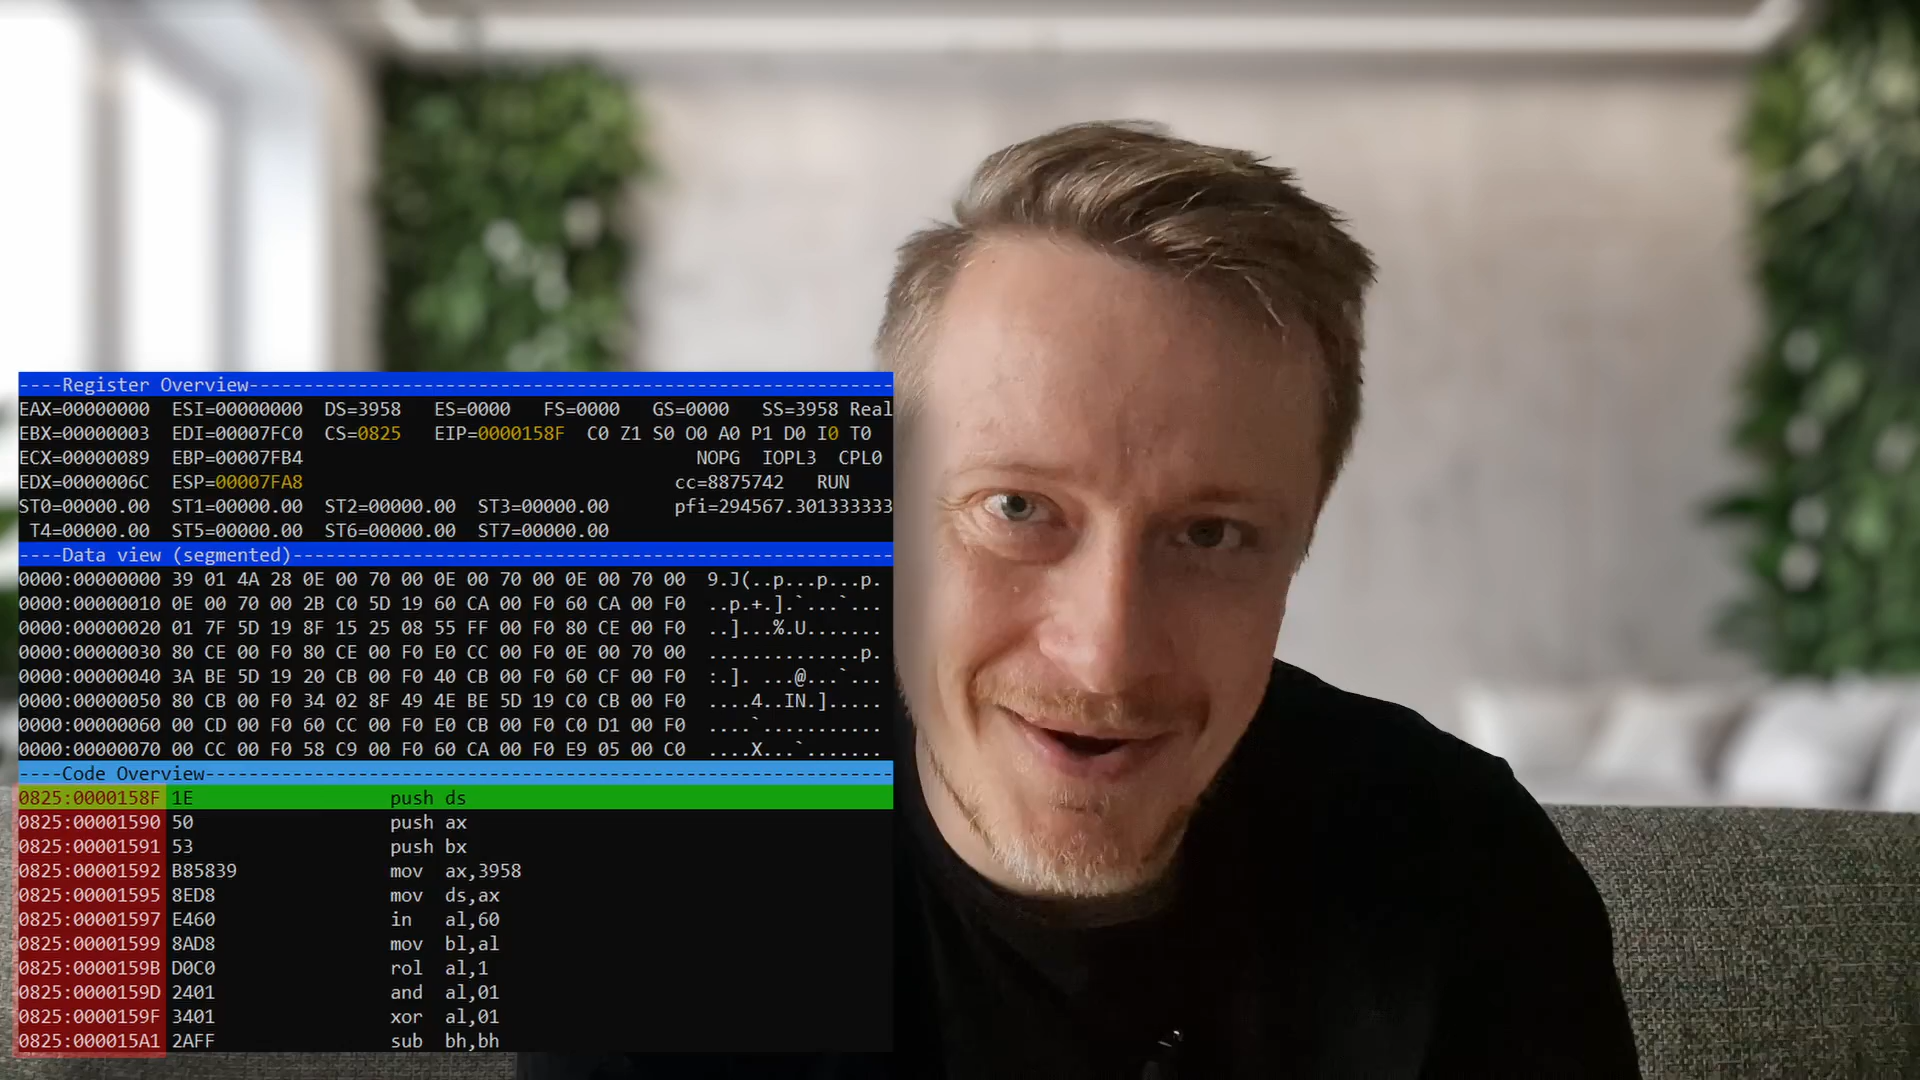 ----Register Overview-----------------------------------------------------------
EAX=00000000  ESI=00000000  DS=3958   ES=0000   FS=0000   GS=0000   SS=3958 Real
EBX=00000003  EDI=00007FC0  CS=0825   EIP=0000158F  C0 Z1 S0 O0 A0 P1 D0 I0 T0
ECX=00000089  EBP=00007FB4                                    NOPG  IOPL3  CPL0
EDX=0000006C  ESP=00007FA8                                  cc=8875742   RUN
ST0=00000.00  ST1=00000.00  ST2=00000.00  ST3=00000.00      pfi=294567.301333333
 T4=00000.00  ST5=00000.00  ST6=00000.00  ST7=00000.00
----Data view (segmented)-------------------------------------------------------
0000:00000000 39 01 4A 28 0E 00 70 00 0E 00 70 00 0E 00 70 00  9.J(..p...p...p.
0000:00000010 0E 00 70 00 2B C0 5D 19 60 CA 00 F0 60 CA 00 F0  ..p.+.].`...`...
0000:00000020 01 7F 5D 19 8F 15 25 08 55 FF 00 F0 80 CE 00 F0  ..]...%.U.......
0000:00000030 80 CE 00 F0 80 CE 00 F0 E0 CC 00 F0 0E 00 70 00  ..............p.
0000:00000040 3A BE 5D 19 20 CB 00 F0 40 CB 00 F0 60 CF 00 F0  :.]. ...@...`...
0000:00000050 80 CB 00 F0 34 02 8F 49 4E BE 5D 19 C0 CB 00 F0  ....4..IN.].....
0000:00000060 00 CD 00 F0 60 CC 00 F0 E0 CB 00 F0 C0 D1 00 F0  ....`...........
0000:00000070 00 CC 00 F0 58 C9 00 F0 60 CA 00 F0 E9 05 00 C0  ....X...`.......
----Code Overview---------------------------------------------------------------
0825:0000158F 1E                  push ds
0825:00001590 50                  push ax
0825:00001591 53                  push bx
0825:00001592 B85839              mov  ax,3958
0825:00001595 8ED8                mov  ds,ax
0825:00001597 E460                in   al,60
0825:00001599 8AD8                mov  bl,al
0825:0000159B D0C0                rol  al,1
0825:0000159D 2401                and  al,01
0825:0000159F 3401                xor  al,01
0825:000015A1 2AFF                sub  bh,bh